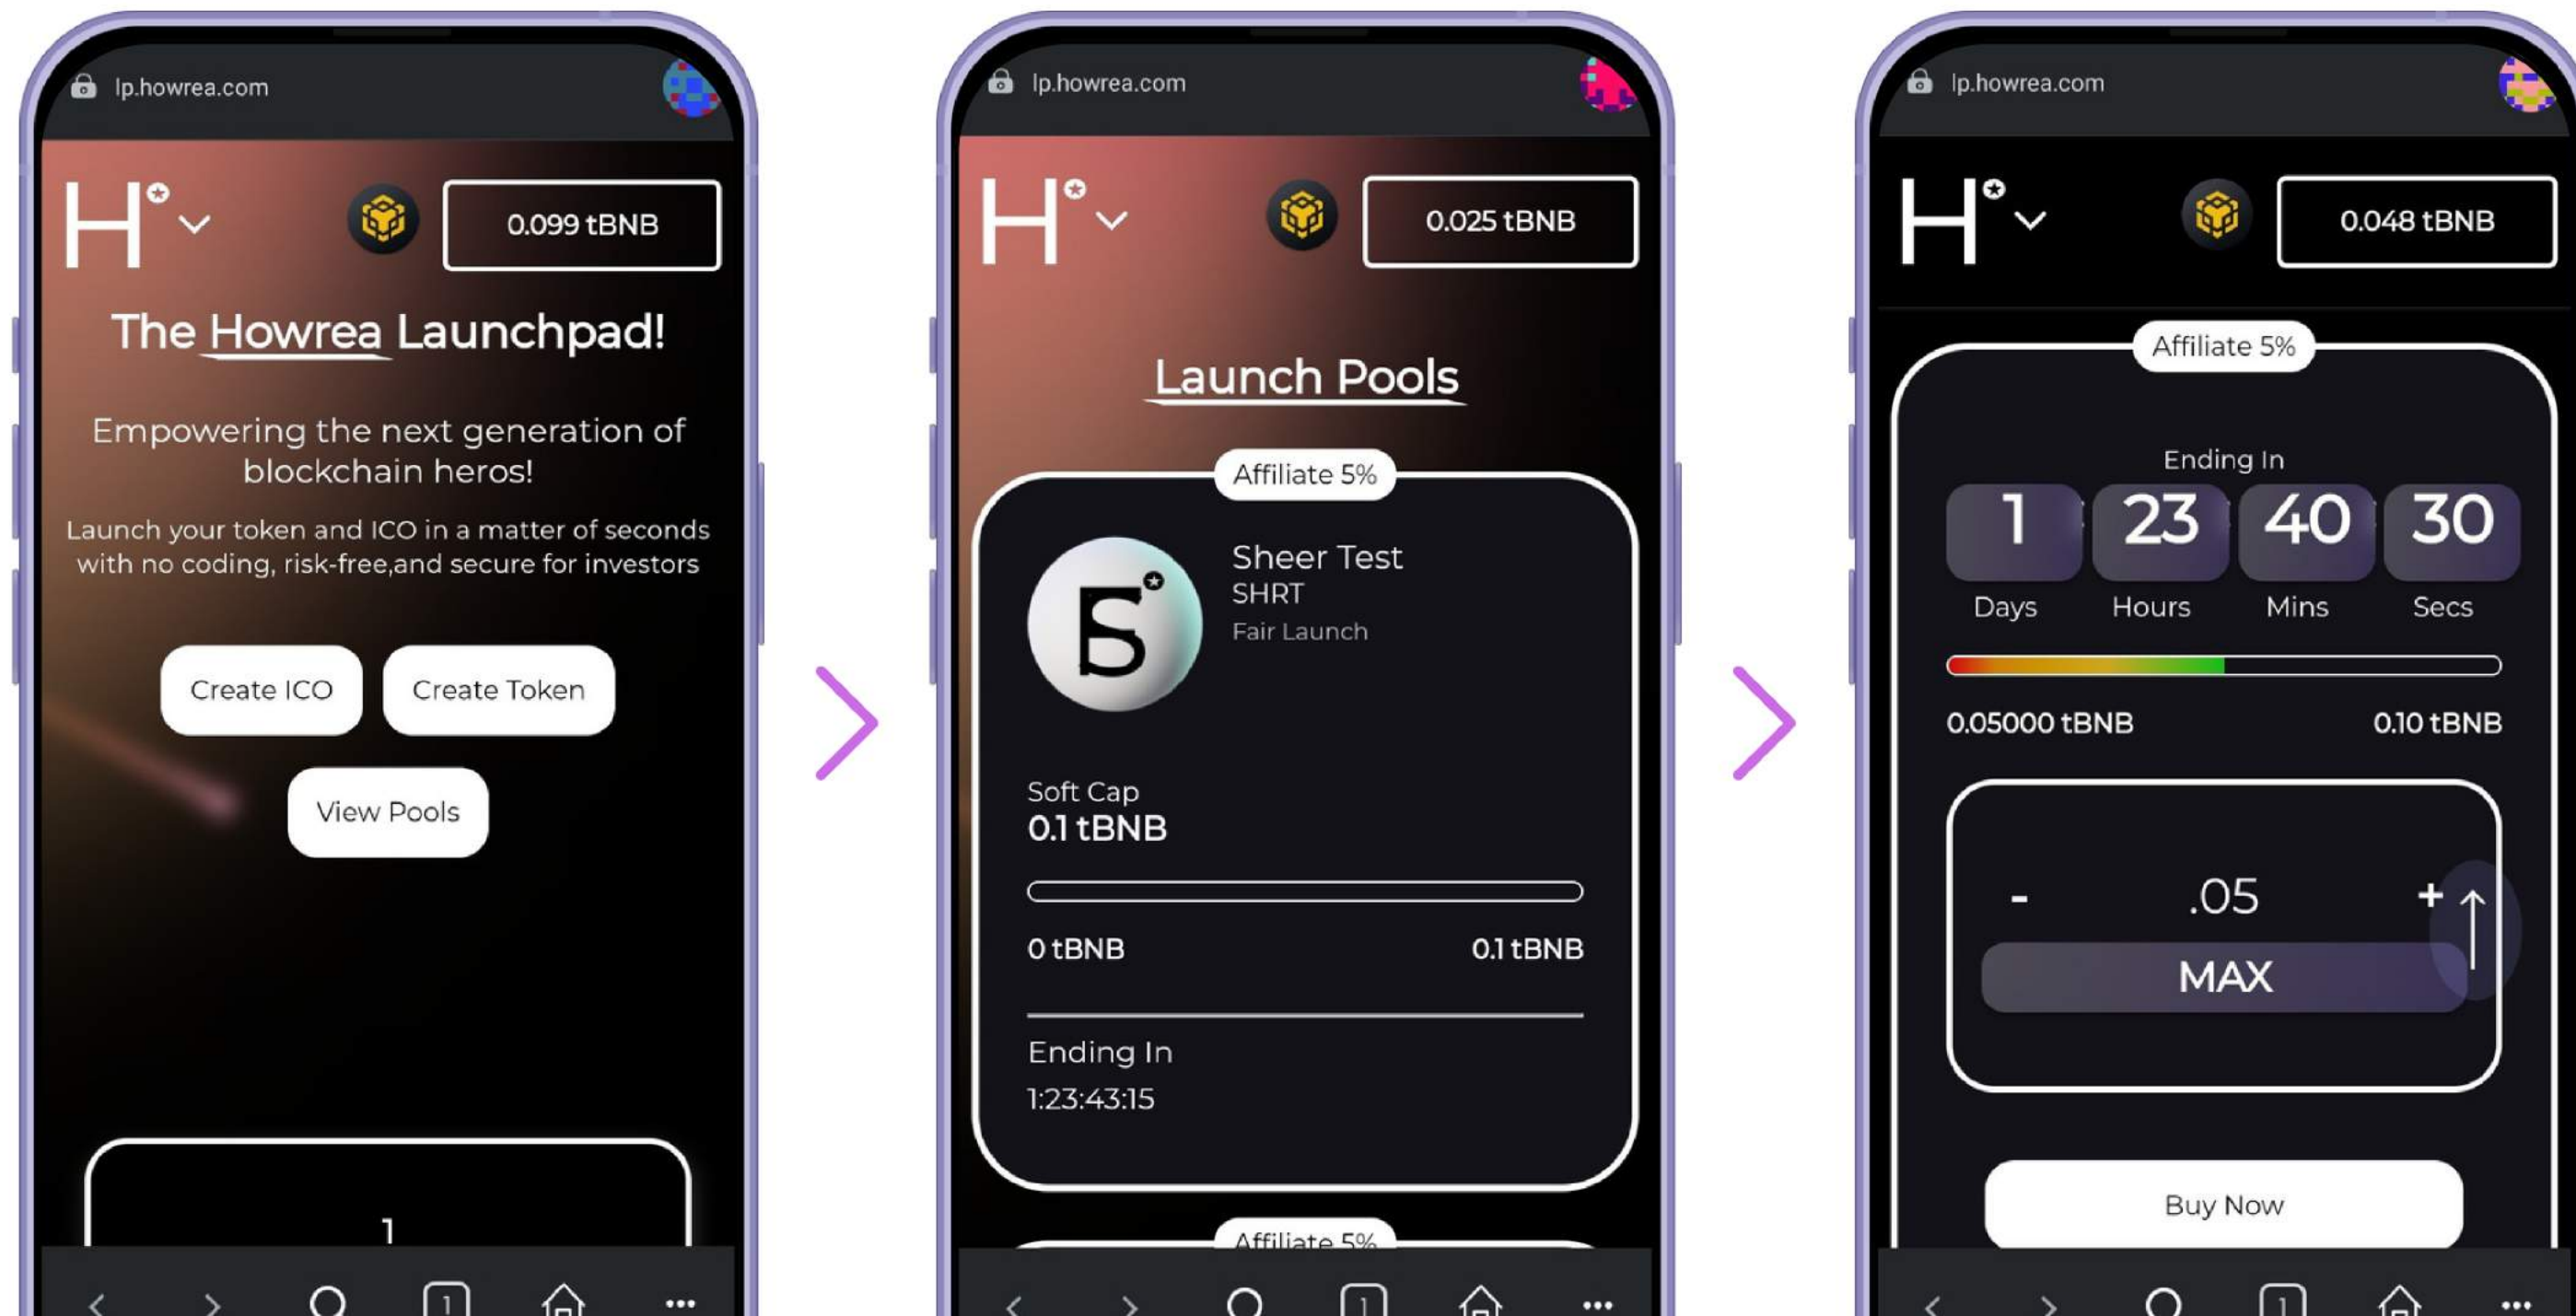 lp.howrea.com
H
0.099 tBNB
The Howrea Launchpad!
Empowering the next generation of
blockchain heros!
Launch your token and ICO in a matter of seconds
with no coding, risk-free,and secure for investors
Create ICO
Create Token
View Pools
1
1
lp.howrea.com
H
0.025 tBNB
Launch Pools
Affiliate 5%
S
Sheer Test
SHRT
Fair Launch
Soft Cap
0.1 tBNB
0 tBNB
0.1 tBNB
Ending In
1:23:43:15
Affiliate 5%
1
lp.howrea.com
H
0.048 tBNB
Affiliate 5%
Ending In
1 : 23 : 40 : 30
Days Hours Mins Secs
0.05000 tBNB
0.10 tBNB
- .05 +
MAX
Buy Now
1